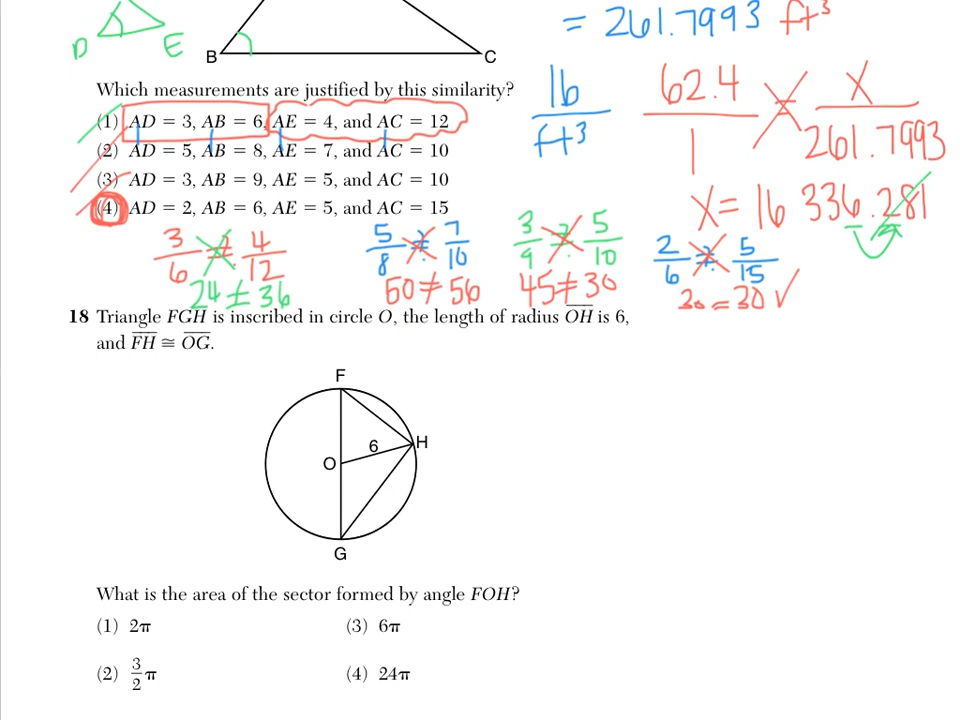 = 261.7993 ft³
D E B C
Which measurements are justified by this similarity?
(1) AD = 3, AB = 6, AE = 4, and AC = 12
(2) AD = 5, AB = 8, AE = 7, and AC = 10
(3) AD = 3, AB = 9, AE = 5, and AC = 10
(4) AD = 2, AB = 6, AE = 5, and AC = 15
lb/ft³ 62.4/1 = x/261.7993
x = 16 336.281
3/6 ≟ 4/12 5/8 ≟ 7/10 3/9 ≟ 5/10 2/6 ≟ 5/15
24 ≠ 36 50 ≠ 56 45 ≠ 30 30 = 30 ✓
18 Triangle FGH is inscribed in circle O, the length of radius OH is 6,
and FH ≅ OG.
F
6 H
O
G
What is the area of the sector formed by angle FOH?
(1) 2π (3) 6π
(2) 3/2 π (4) 24π